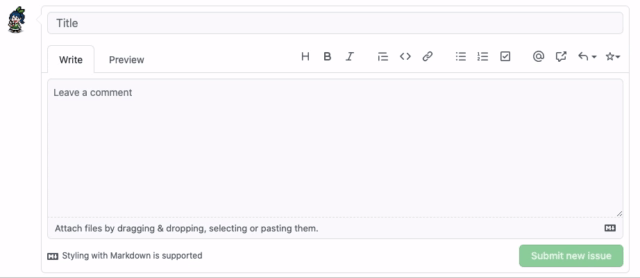 Title
Write Preview H B I @
Leave a comment
Attach files by dragging & dropping, selecting or pasting them.
Styling with Markdown is supported
Submit new issue